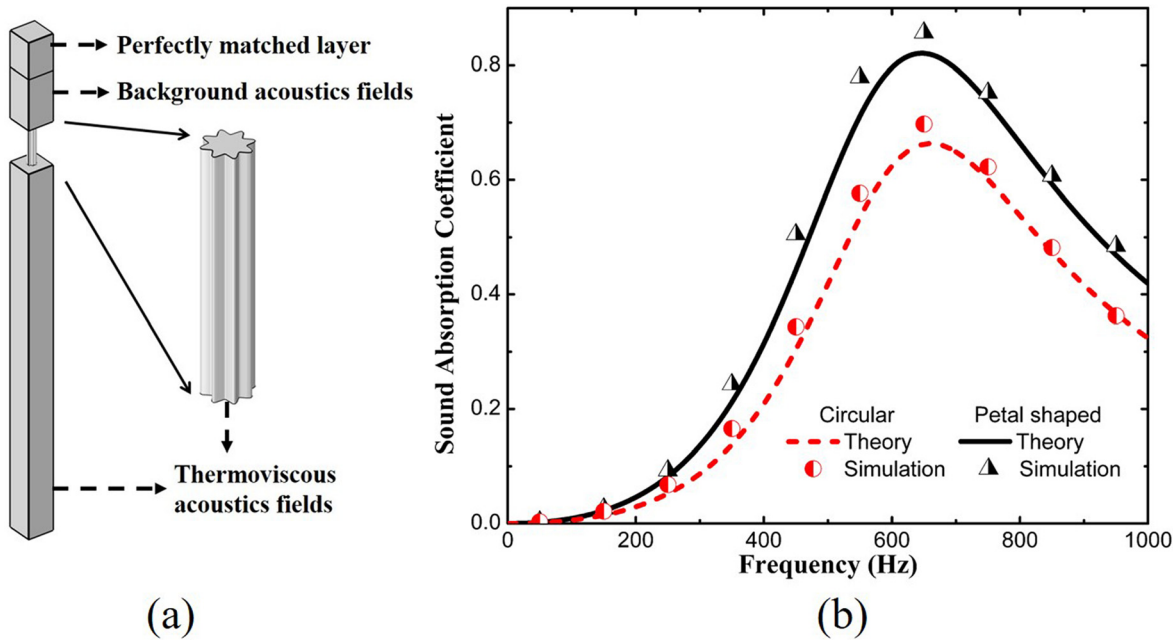 Perfectly matched layer
Background acoustics fields
Thermoviscous
acoustics fields
(a)
Sound Absorption Coefficient
0.8
0.6
0.4
0.2
0.0
0 200 400 600 800 1000
Frequency (Hz)
Circular Petal shaped
Theory Theory
Simulation Simulation
(b)